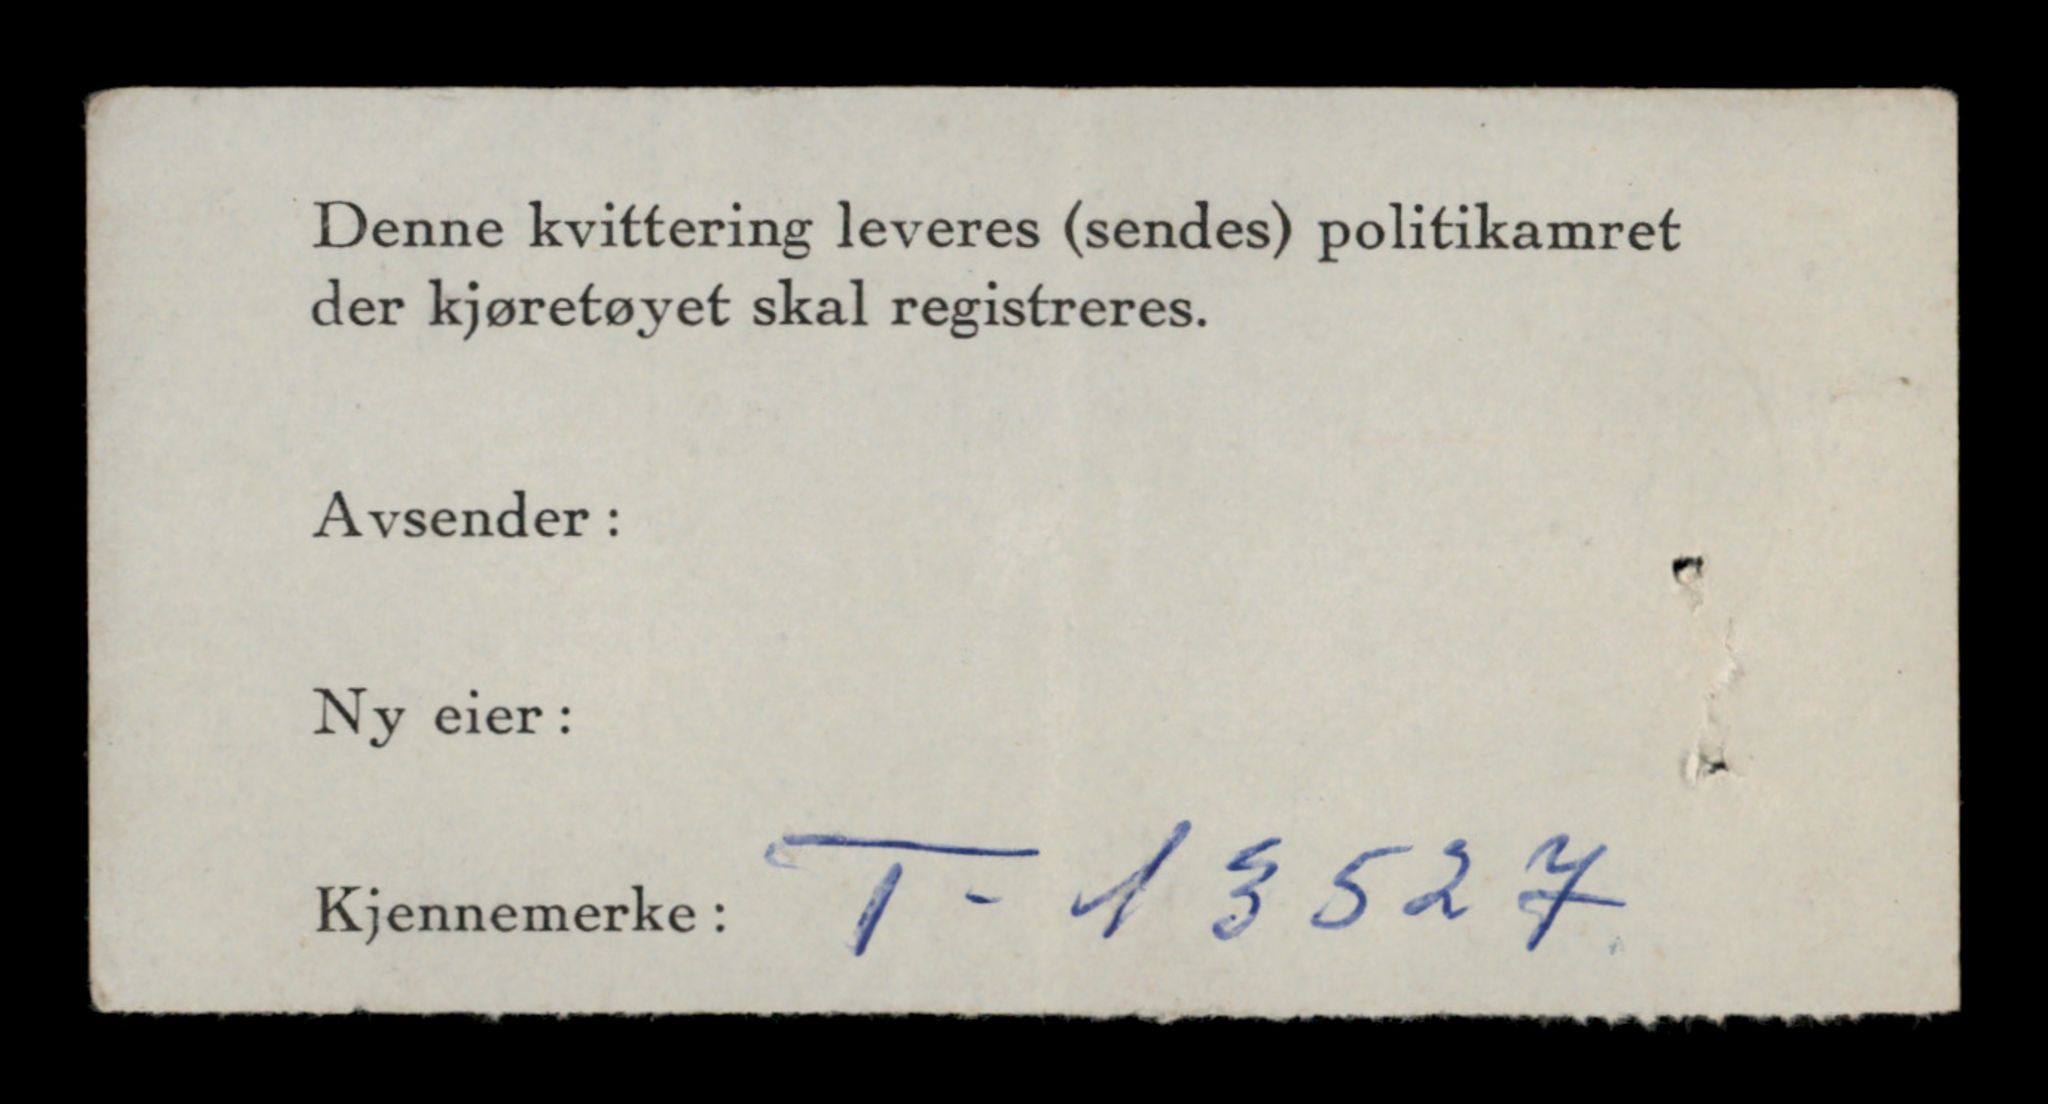 Denne kvittering leveres (sendes) politikamret
der kjøretøyet skal registreres.
Avsender:
Ny eier:
Kjennemerke: T-13527